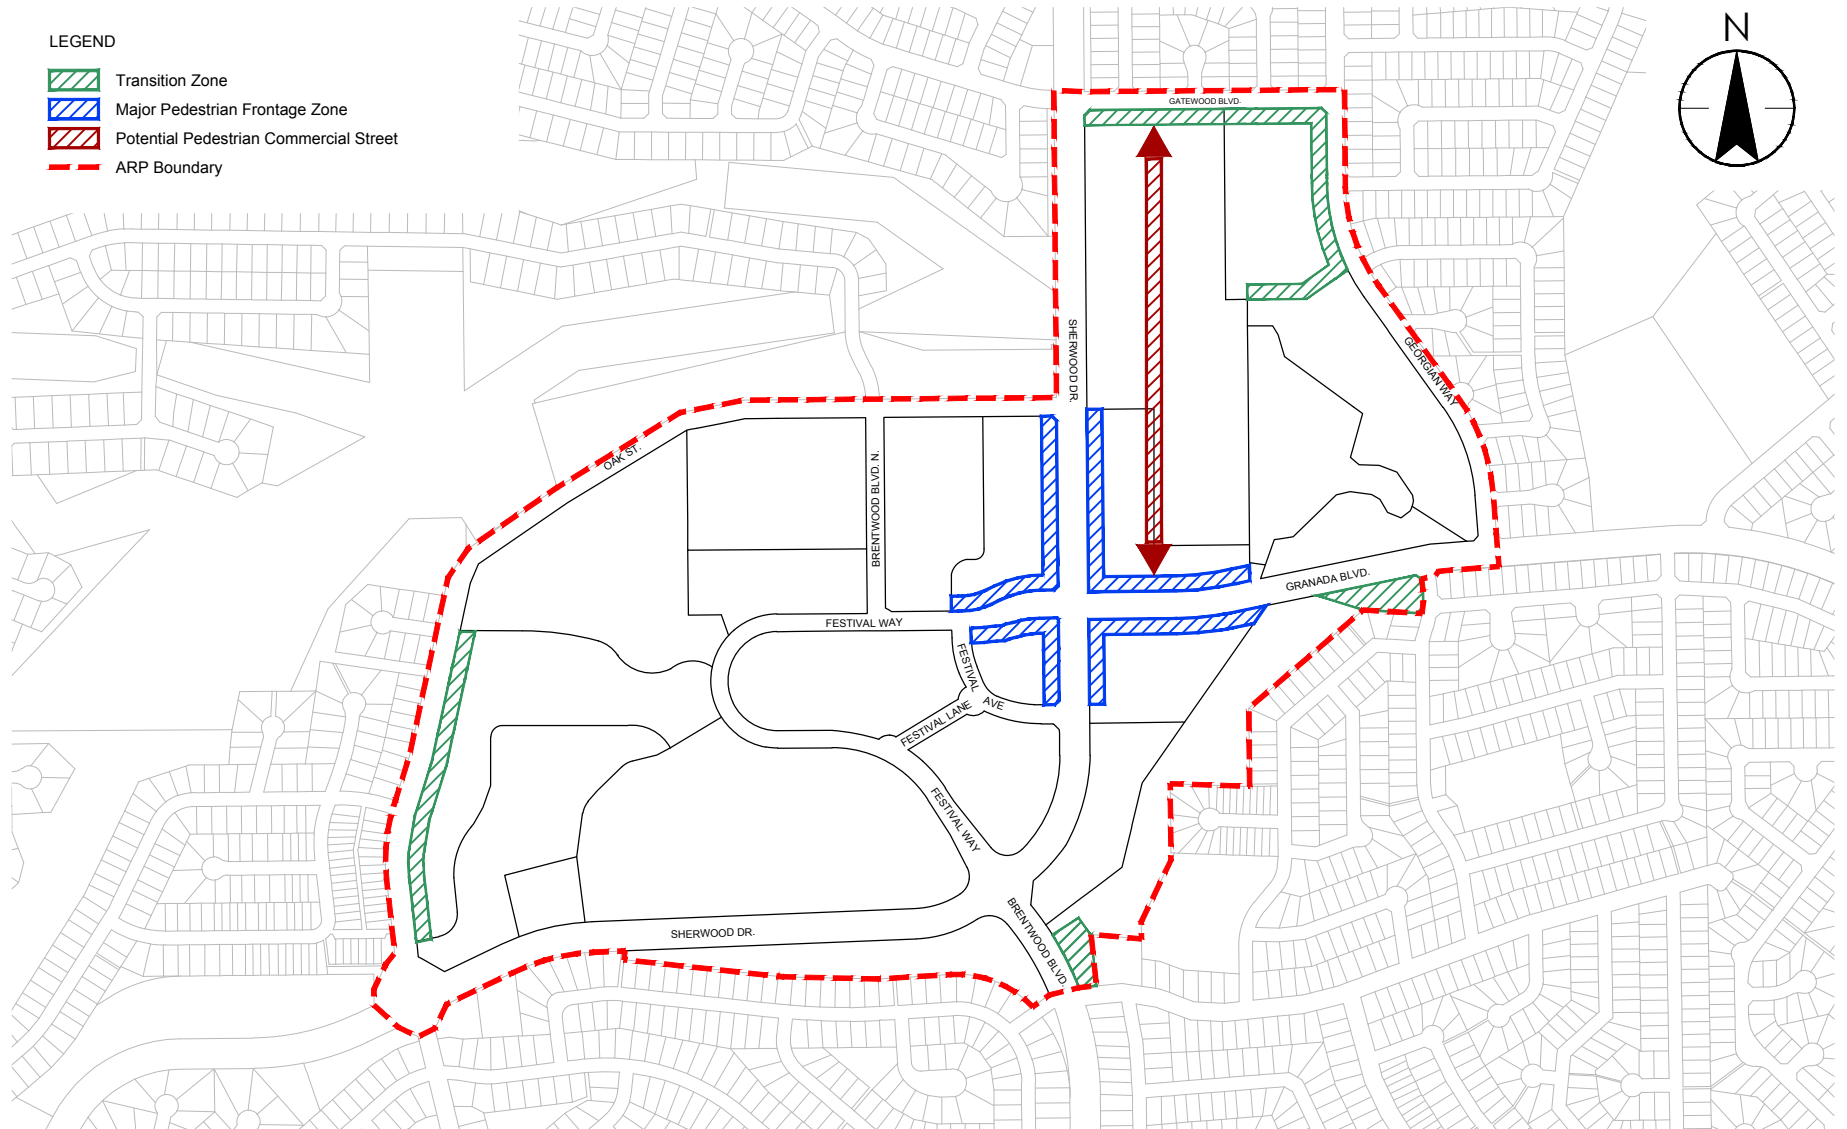 N
LEGEND
Transition Zone
Major Pedestrian Frontage Zone
Potential Pedestrian Commercial Street
ARP Boundary
GATEWOOD BLVD.
SHERWOOD DR.
GEORGIAN WAY
OAK ST.
BRENTWOOD BLVD. N.
GRANADA BLVD.
FESTIVAL WAY
FESTIVAL
AVE
FESTIVAL LANE
FESTIVAL WAY
BRENTWOOD BLVD.
SHERWOOD DR.